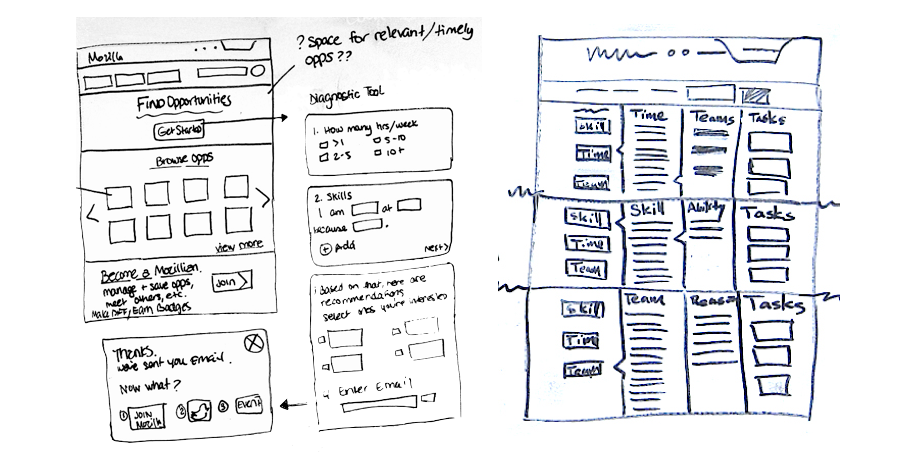 ? Space for relevant/timely
opps??
Mozilla
Find Opportunities
Get Started
Browse opps
view more
Become a Mozillian.
manage + save opps,
meet others, etc.
Make Diff, Earn Badges
Join
Diagnostic Tool
1. How many hrs/week
>1
5-10
2-5
10+
2. Skills
I am at
because .
+ Add
next>
Based on that, here are
recommendations
select ones you're interested
4 Enter Email
Thanks.
we've sent you Email.
Now what?
1 JOIN
Mozilla
2
3 EVENT
Skill
Time
Team
Time
Teams
Tasks
Skill
Time
Team
Skill
Ability
Tasks
Skill
Time
Team
Team
Reason
Tasks